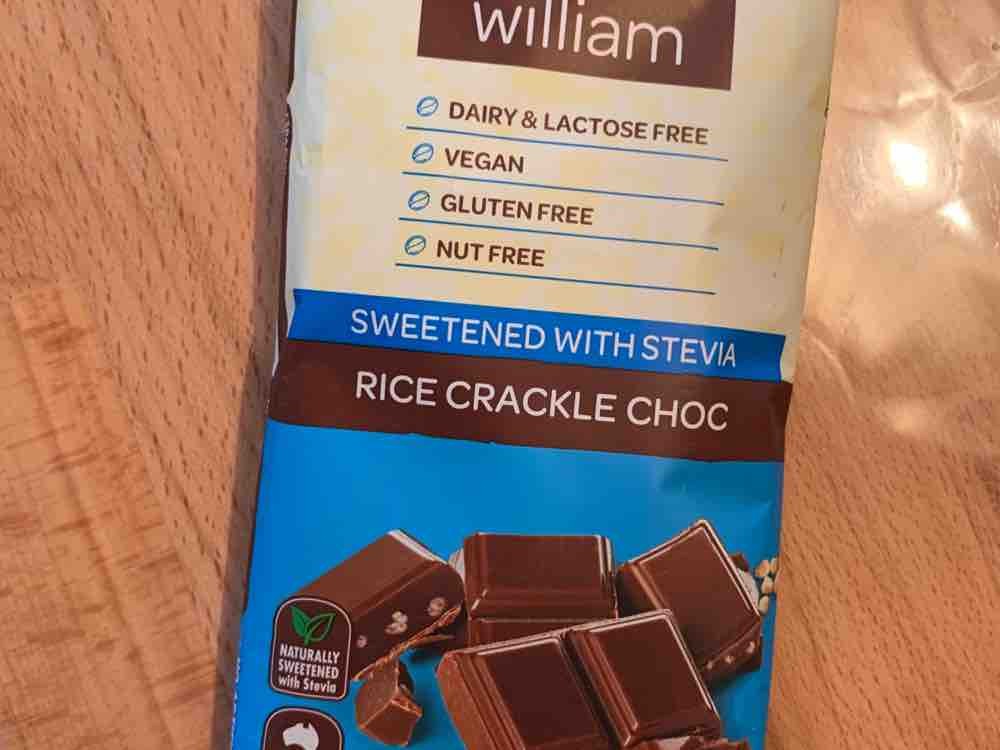 william
DAIRY & LACTOSE FREE
VEGAN
GLUTEN FREE
NUT FREE
SWEETENED WITH STEVIA
RICE CRACKLE CHOC
NATURALLY
SWEETENED
with Stevia